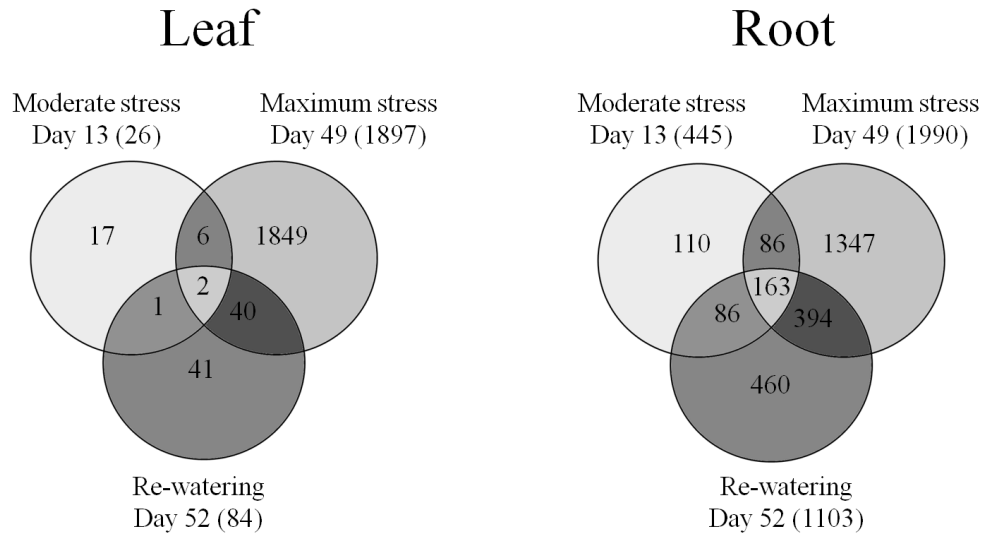 Leaf
Moderate stress
Day 13 (26)
Maximum stress
Day 49 (1897)
17
6
1849
2
1
40
41
Re-watering
Day 52 (84)
Root
Moderate stress
Day 13 (445)
Maximum stress
Day 49 (1990)
110
86
1347
163
86
394
460
Re-watering
Day 52 (1103)